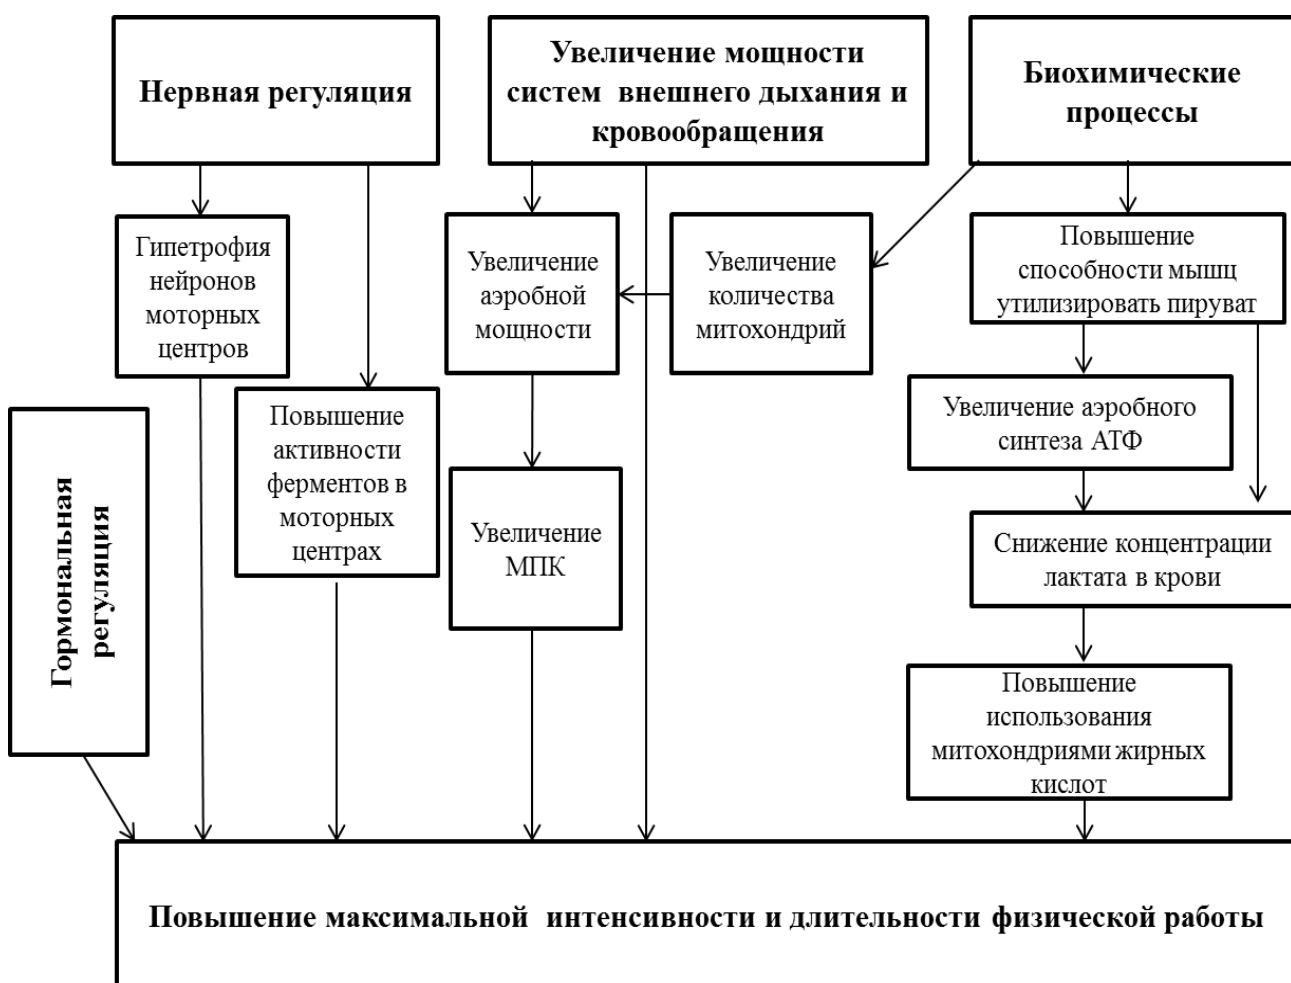 Нервная регуляция
Увеличение мощности
систем внешнего дыхания и
кровообращения
Биохимические
процессы
Гипетрофия
нейронов
моторных
центров
Увеличение
аэробной
мощности
Увеличение
количества
митохондрий
Повышение
способности мышц
утилизировать пируват
Гормональная
регуляция
Повышение
активности
ферментов в
моторных
центрах
Увеличение
МПК
Увеличение аэробного
синтеза АТФ
Снижение концентрации
лактата в крови
Повышение
использования
митохондриями жирных
кислот
Повышение максимальной интенсивности и длительности физической работы